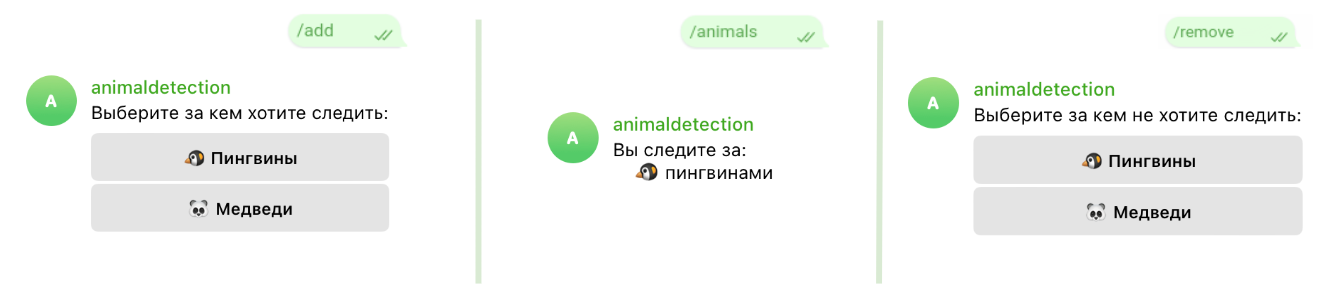 /add
A
animaldetection
Выберите за кем хотите следить:
Пингвины
Медведи
/animals
A
animaldetection
Вы следите за:
пингвинами
/remove
A
animaldetection
Выберите за кем не хотите следить:
Пингвины
Медведи